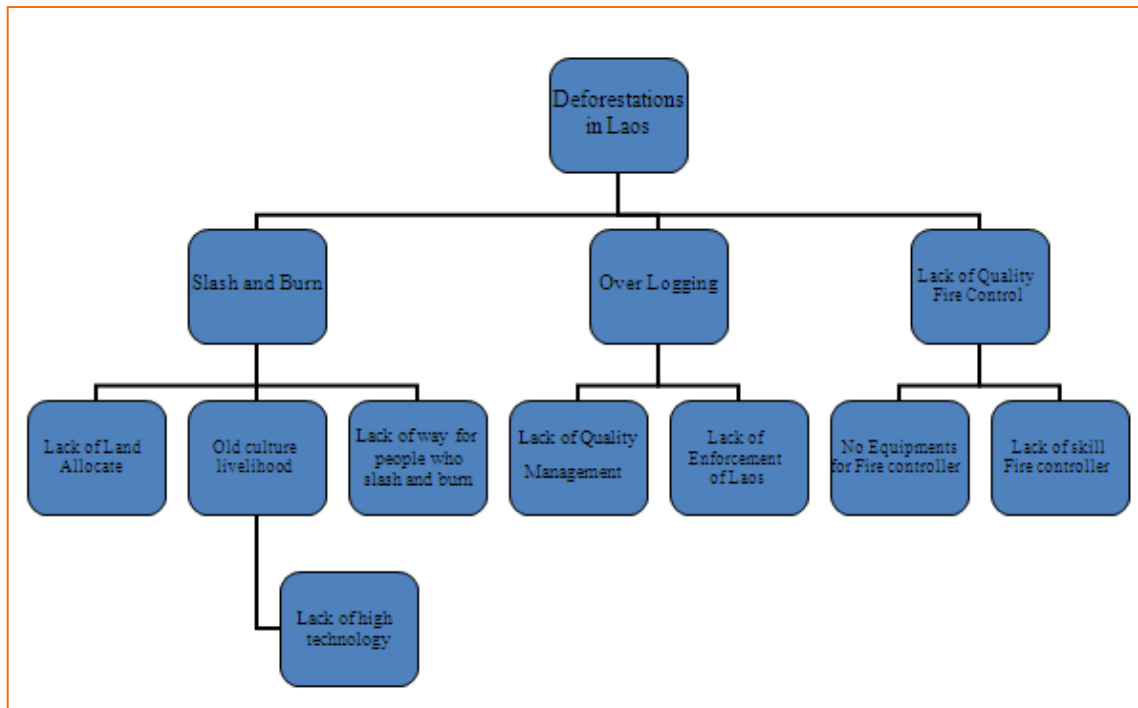 Deforestations
in Laos
Slash and Burn
Over Logging
Lack of Quality
Fire Control
Lack of Land
Allocate
Old culture
livelihood
Lack of way for
people who
slash and burn
Lack of Quality
Management
Lack of
Enforcement
of Laos
No Equipments
for Fire controller
Lack of skill
Fire controller
Lack of high
technology